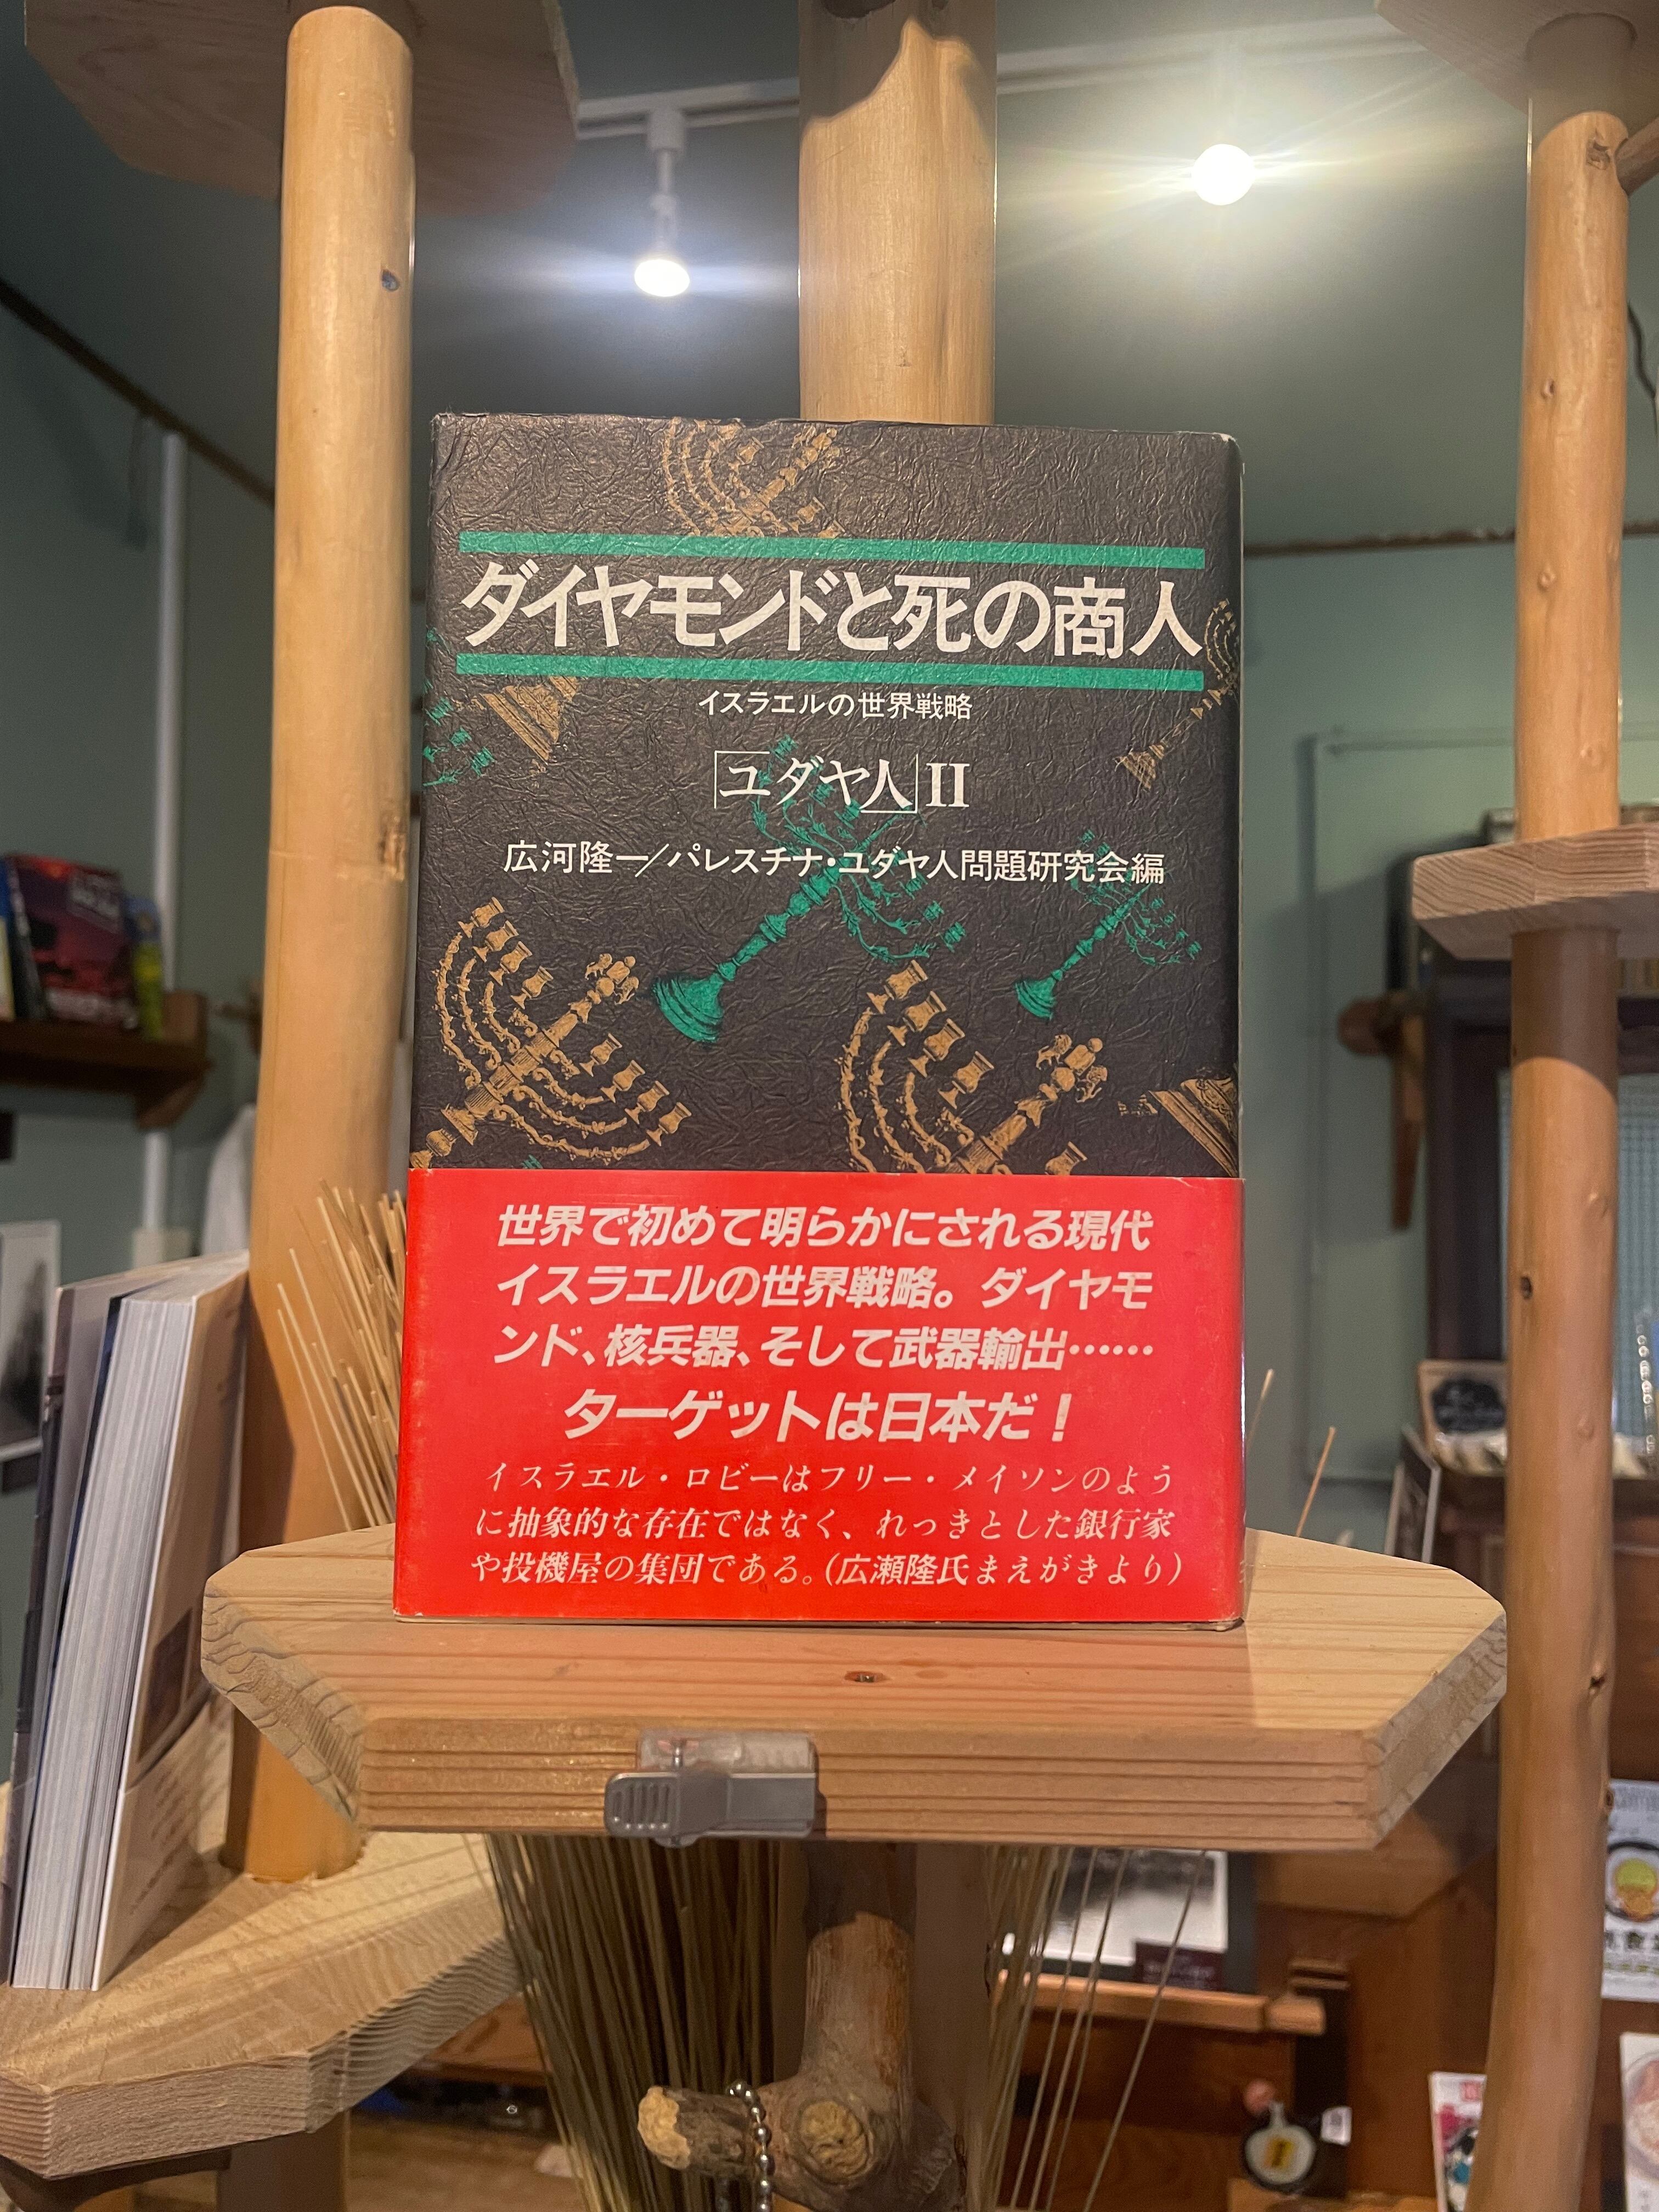 ダイヤモンドと死の商人
イスラエルの世界戦略
「ユダヤ人」II
広河隆一／パレスチナ・ユダヤ人問題研究会編
世界で初めて明らかにされる現代
イスラエルの世界戦略。ダイヤモ
ンド、核兵器、そして武器輸出……
ターゲットは日本だ！
イスラエル・ロビーはフリー・メイソンのよう
に抽象的な存在ではなく、れっきとした銀行家
や投機屋の集団である。（広瀬隆氏まえがきより）